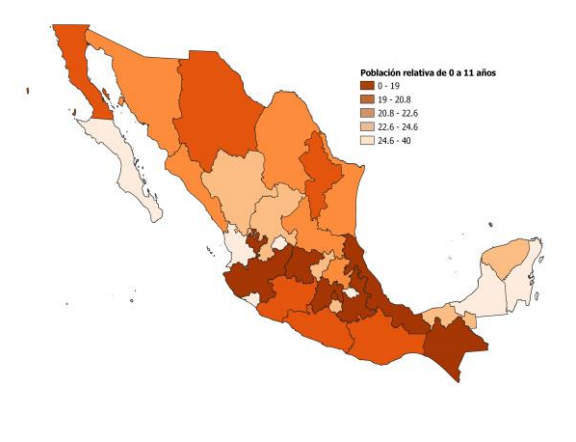 Población relativa de 0 a 11 años
0 - 19
19 - 20.8
20.8 - 22.6
22.6 - 24.6
24.6 - 40